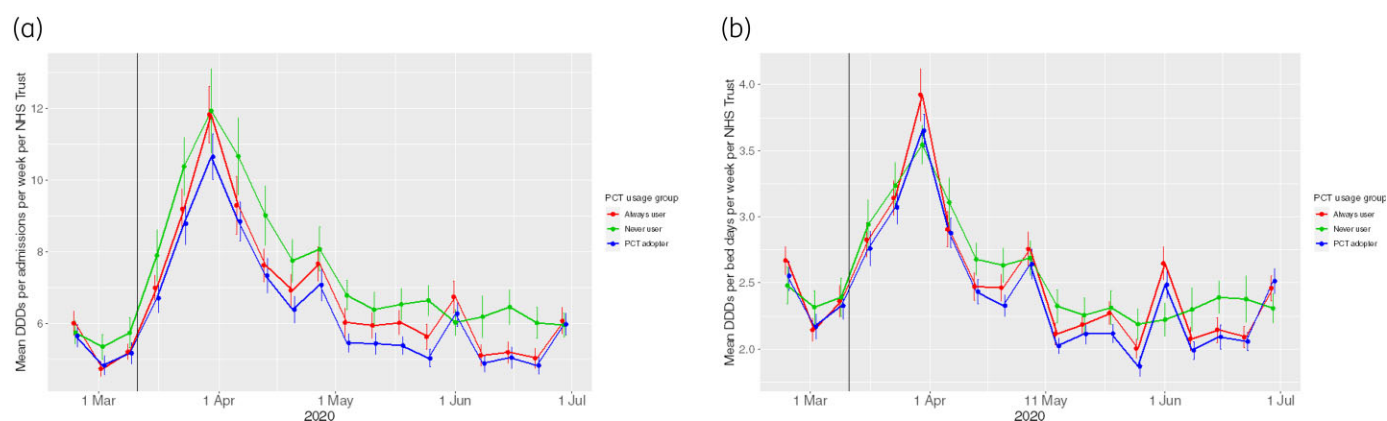 (a)
Mean DDDs per admissions per week per NHS Trust
12
10
8
6
1 Mar
1 Apr
1 May
1 Jun
1 Jul
2020
PCT usage group
Always user
Never user
PCT adopter
(b)
Mean DDDs per bed days per week per NHS Trust
4.0
3.5
3.0
2.5
2.0
1 Mar
1 Apr
11 May
1 Jun
1 Jul
2020
PCT usage group
Always user
Never user
PCT adopter